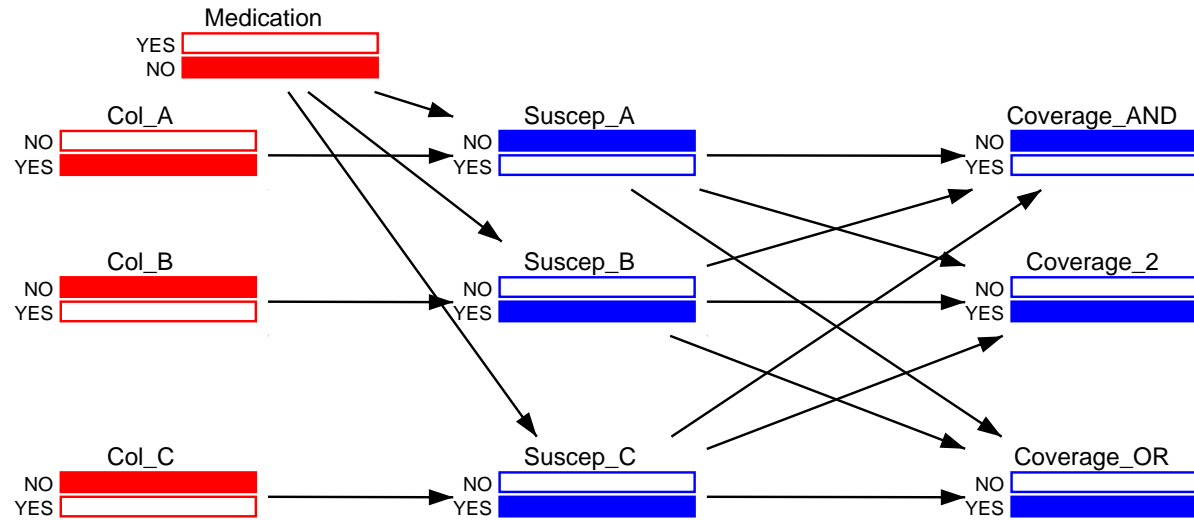 Medication
YES
NO
Col_A
NO
YES
Suscep_A
NO
YES
Coverage_AND
NO
YES
Col_B
NO
YES
Suscep_B
NO
YES
Coverage_2
NO
YES
Col_C
NO
YES
Suscep_C
NO
YES
Coverage_OR
NO
YES